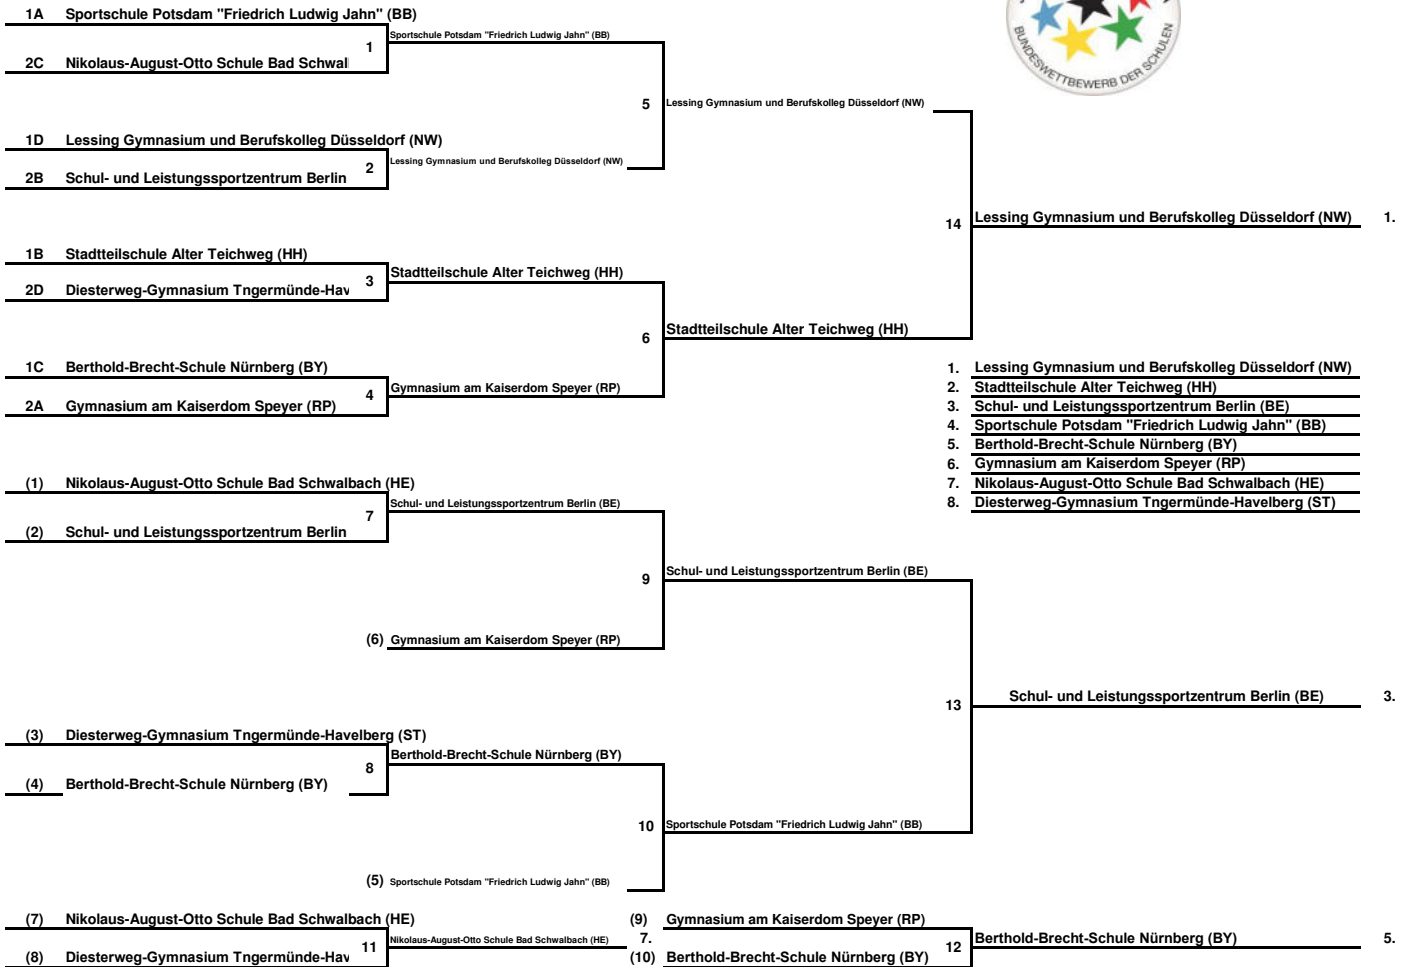 1A Sportschule Potsdam "Friedrich Ludwig Jahn" (BB)
Sportschule Potsdam "Friedrich Ludwig Jahn" (BB)
1
2C Nikolaus-August-Otto Schule Bad Schwal
BUNDESWETTBEWERB DER SCHULEN
5 Lessing Gymnasium und Berufskolleg Düsseldorf (NW)
1D Lessing Gymnasium und Berufskolleg Düsseldorf (NW)
2 Lessing Gymnasium und Berufskolleg Düsseldorf (NW)
2B Schul- und Leistungssportzentrum Berlin
14 Lessing Gymnasium und Berufskolleg Düsseldorf (NW) 1.
1B Stadtteilschule Alter Teichweg (HH)
3 Stadtteilschule Alter Teichweg (HH)
2D Diesterweg-Gymnasium Tngermünde-Hav
6 Stadtteilschule Alter Teichweg (HH)
1C Berthold-Brecht-Schule Nürnberg (BY)
4 Gymnasium am Kaiserdom Speyer (RP)
2A Gymnasium am Kaiserdom Speyer (RP)
1. Lessing Gymnasium und Berufskolleg Düsseldorf (NW)
2. Stadtteilschule Alter Teichweg (HH)
3. Schul- und Leistungssportzentrum Berlin (BE)
4. Sportschule Potsdam "Friedrich Ludwig Jahn" (BB)
5. Berthold-Brecht-Schule Nürnberg (BY)
6. Gymnasium am Kaiserdom Speyer (RP)
7. Nikolaus-August-Otto Schule Bad Schwalbach (HE)
8. Diesterweg-Gymnasium Tngermünde-Havelberg (ST)
(1) Nikolaus-August-Otto Schule Bad Schwalbach (HE)
7 Schul- und Leistungssportzentrum Berlin (BE)
(2) Schul- und Leistungssportzentrum Berlin
9 Schul- und Leistungssportzentrum Berlin (BE)
(6) Gymnasium am Kaiserdom Speyer (RP)
13 Schul- und Leistungssportzentrum Berlin (BE) 3.
(3) Diesterweg-Gymnasium Tngermünde-Havelberg (ST)
8 Berthold-Brecht-Schule Nürnberg (BY)
(4) Berthold-Brecht-Schule Nürnberg (BY)
10 Sportschule Potsdam "Friedrich Ludwig Jahn" (BB)
(5) Sportschule Potsdam "Friedrich Ludwig Jahn" (BB)
(7) Nikolaus-August-Otto Schule Bad Schwalbach (HE)
11 Nikolaus-August-Otto Schule Bad Schwalbach (HE) 7.
(8) Diesterweg-Gymnasium Tngermünde-Hav
(9) Gymnasium am Kaiserdom Speyer (RP)
12 Berthold-Brecht-Schule Nürnberg (BY) 5.
(10) Berthold-Brecht-Schule Nürnberg (BY)